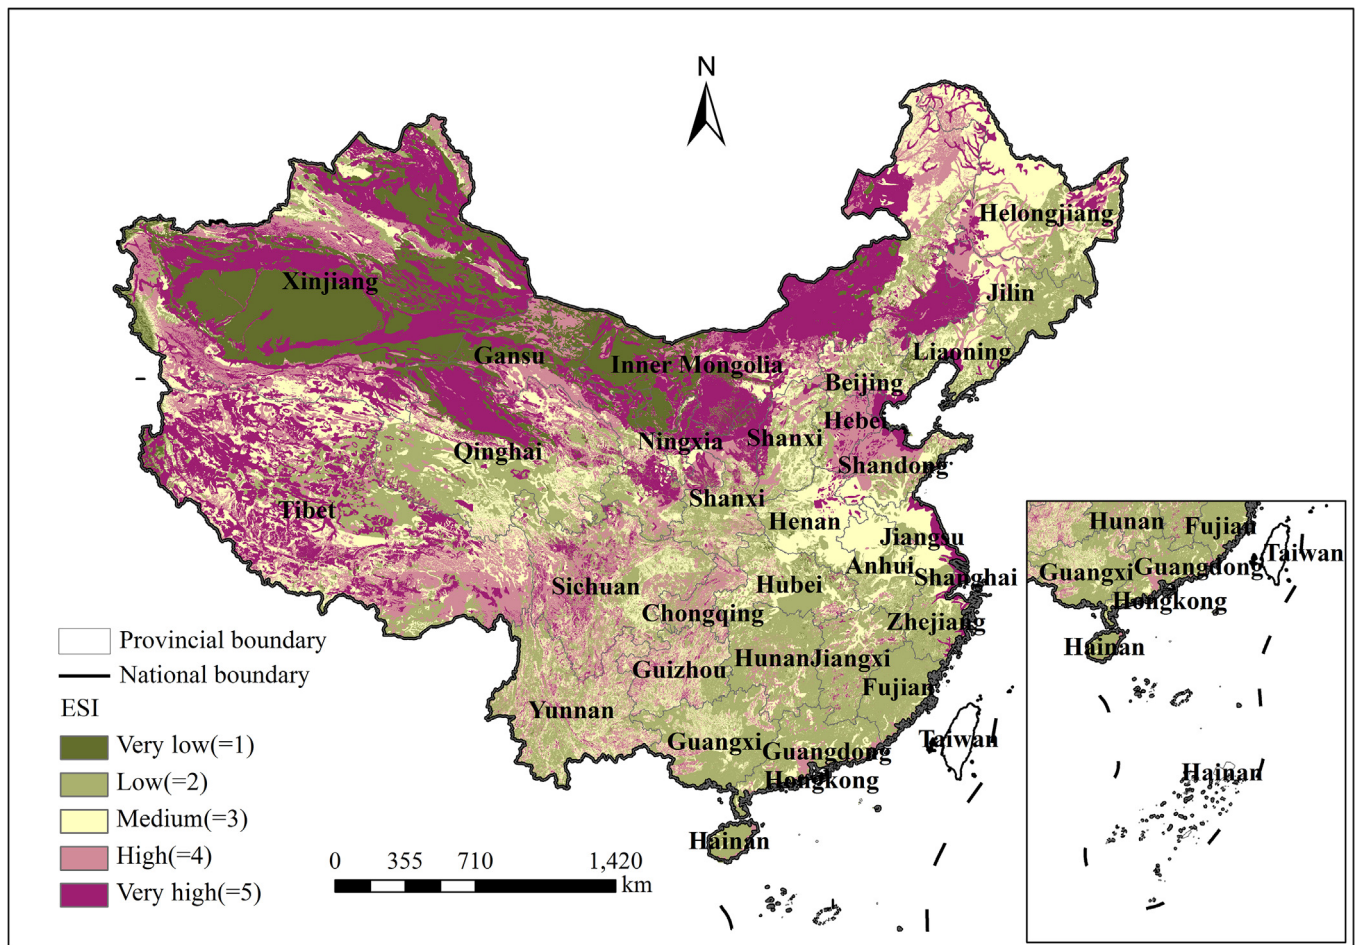 N
Helongjiang
Xinjiang
Jilin
Gansu
Inner Mongolia
Liaoning
Beijing
Hebei
Qinghai
Ningxia
Shanxi
Shandong
Tibet
Shanxi
Henan
Jiangsu
Anhui
Sichuan
Hubei
Shanghai
Chongqing
Zhejiang
Guizhou
Hunan
Jiangxi
Fujian
Yunnan
Guangxi
Guangdong
Taiwan
Hongkong
Hainan
Provincial boundary
National boundary
ESI
Very low(=1)
Low(=2)
Medium(=3)
High(=4)
Very high(=5)
0 355 710 1,420
km
Hunan
Fujian
Taiwan
Guangxi
Guangdong
Hongkong
Hainan
Hainan